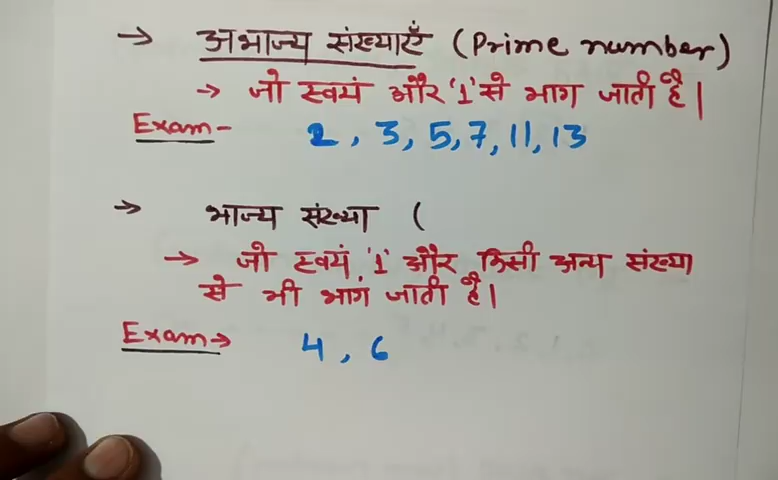 → अभाज्य संख्याएँ (Prime number)
→ जो स्वयं और '1' से भाग जाती है।
Exam- 2, 3, 5, 7, 11, 13
→ भाज्य संख्या (
→ जो स्वयं '1' और किसी अन्य संख्या
से भी भाग जाती है।
Exam→ 4, 6